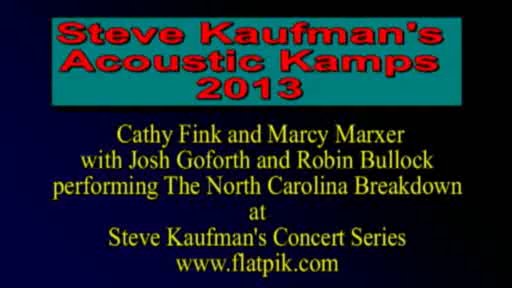 Steve Kaufman's
Acoustic Kamps
2013
Cathy Fink and Marcy Marxer
with Josh Goforth and Robin Bullock
performing The North Carolina Breakdown
at
Steve Kaufman's Concert Series
www.flatpik.com